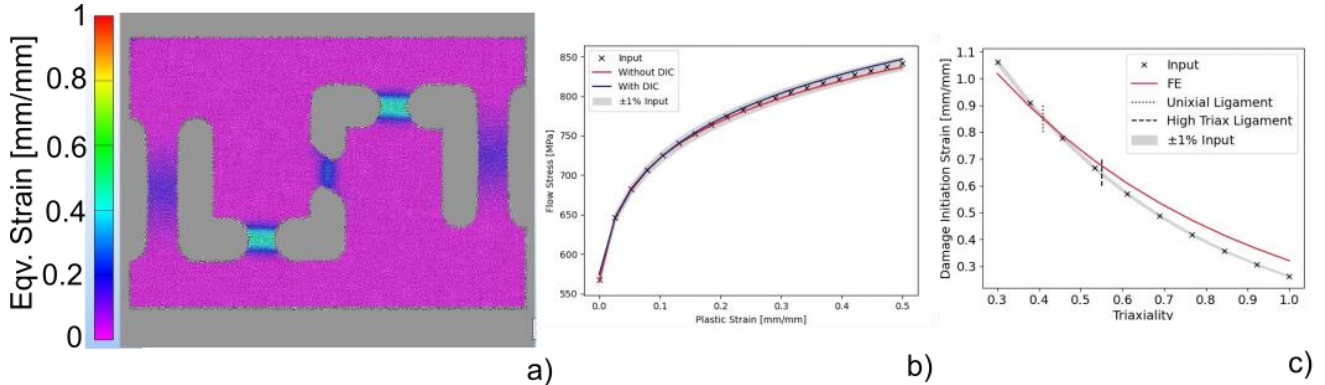 Eqv. Strain [mm/mm]
1
0.8
0.6
0.4
0.2
0
a)
Flow Stress [MPa]
850
800
750
700
650
600
550
Input
Without DIC
With DIC
±1% Input
0.0 0.1 0.2 0.3 0.4 0.5
Plastic Strain [mm/mm]
b)
Damage Initiation Strain [mm/mm]
1.1
1.0
0.9
0.8
0.7
0.6
0.5
0.4
0.3
Input
FE
Unixial Ligament
High Triax Ligament
±1% Input
0.3 0.4 0.5 0.6 0.7 0.8 0.9 1.0
Triaxiality
c)